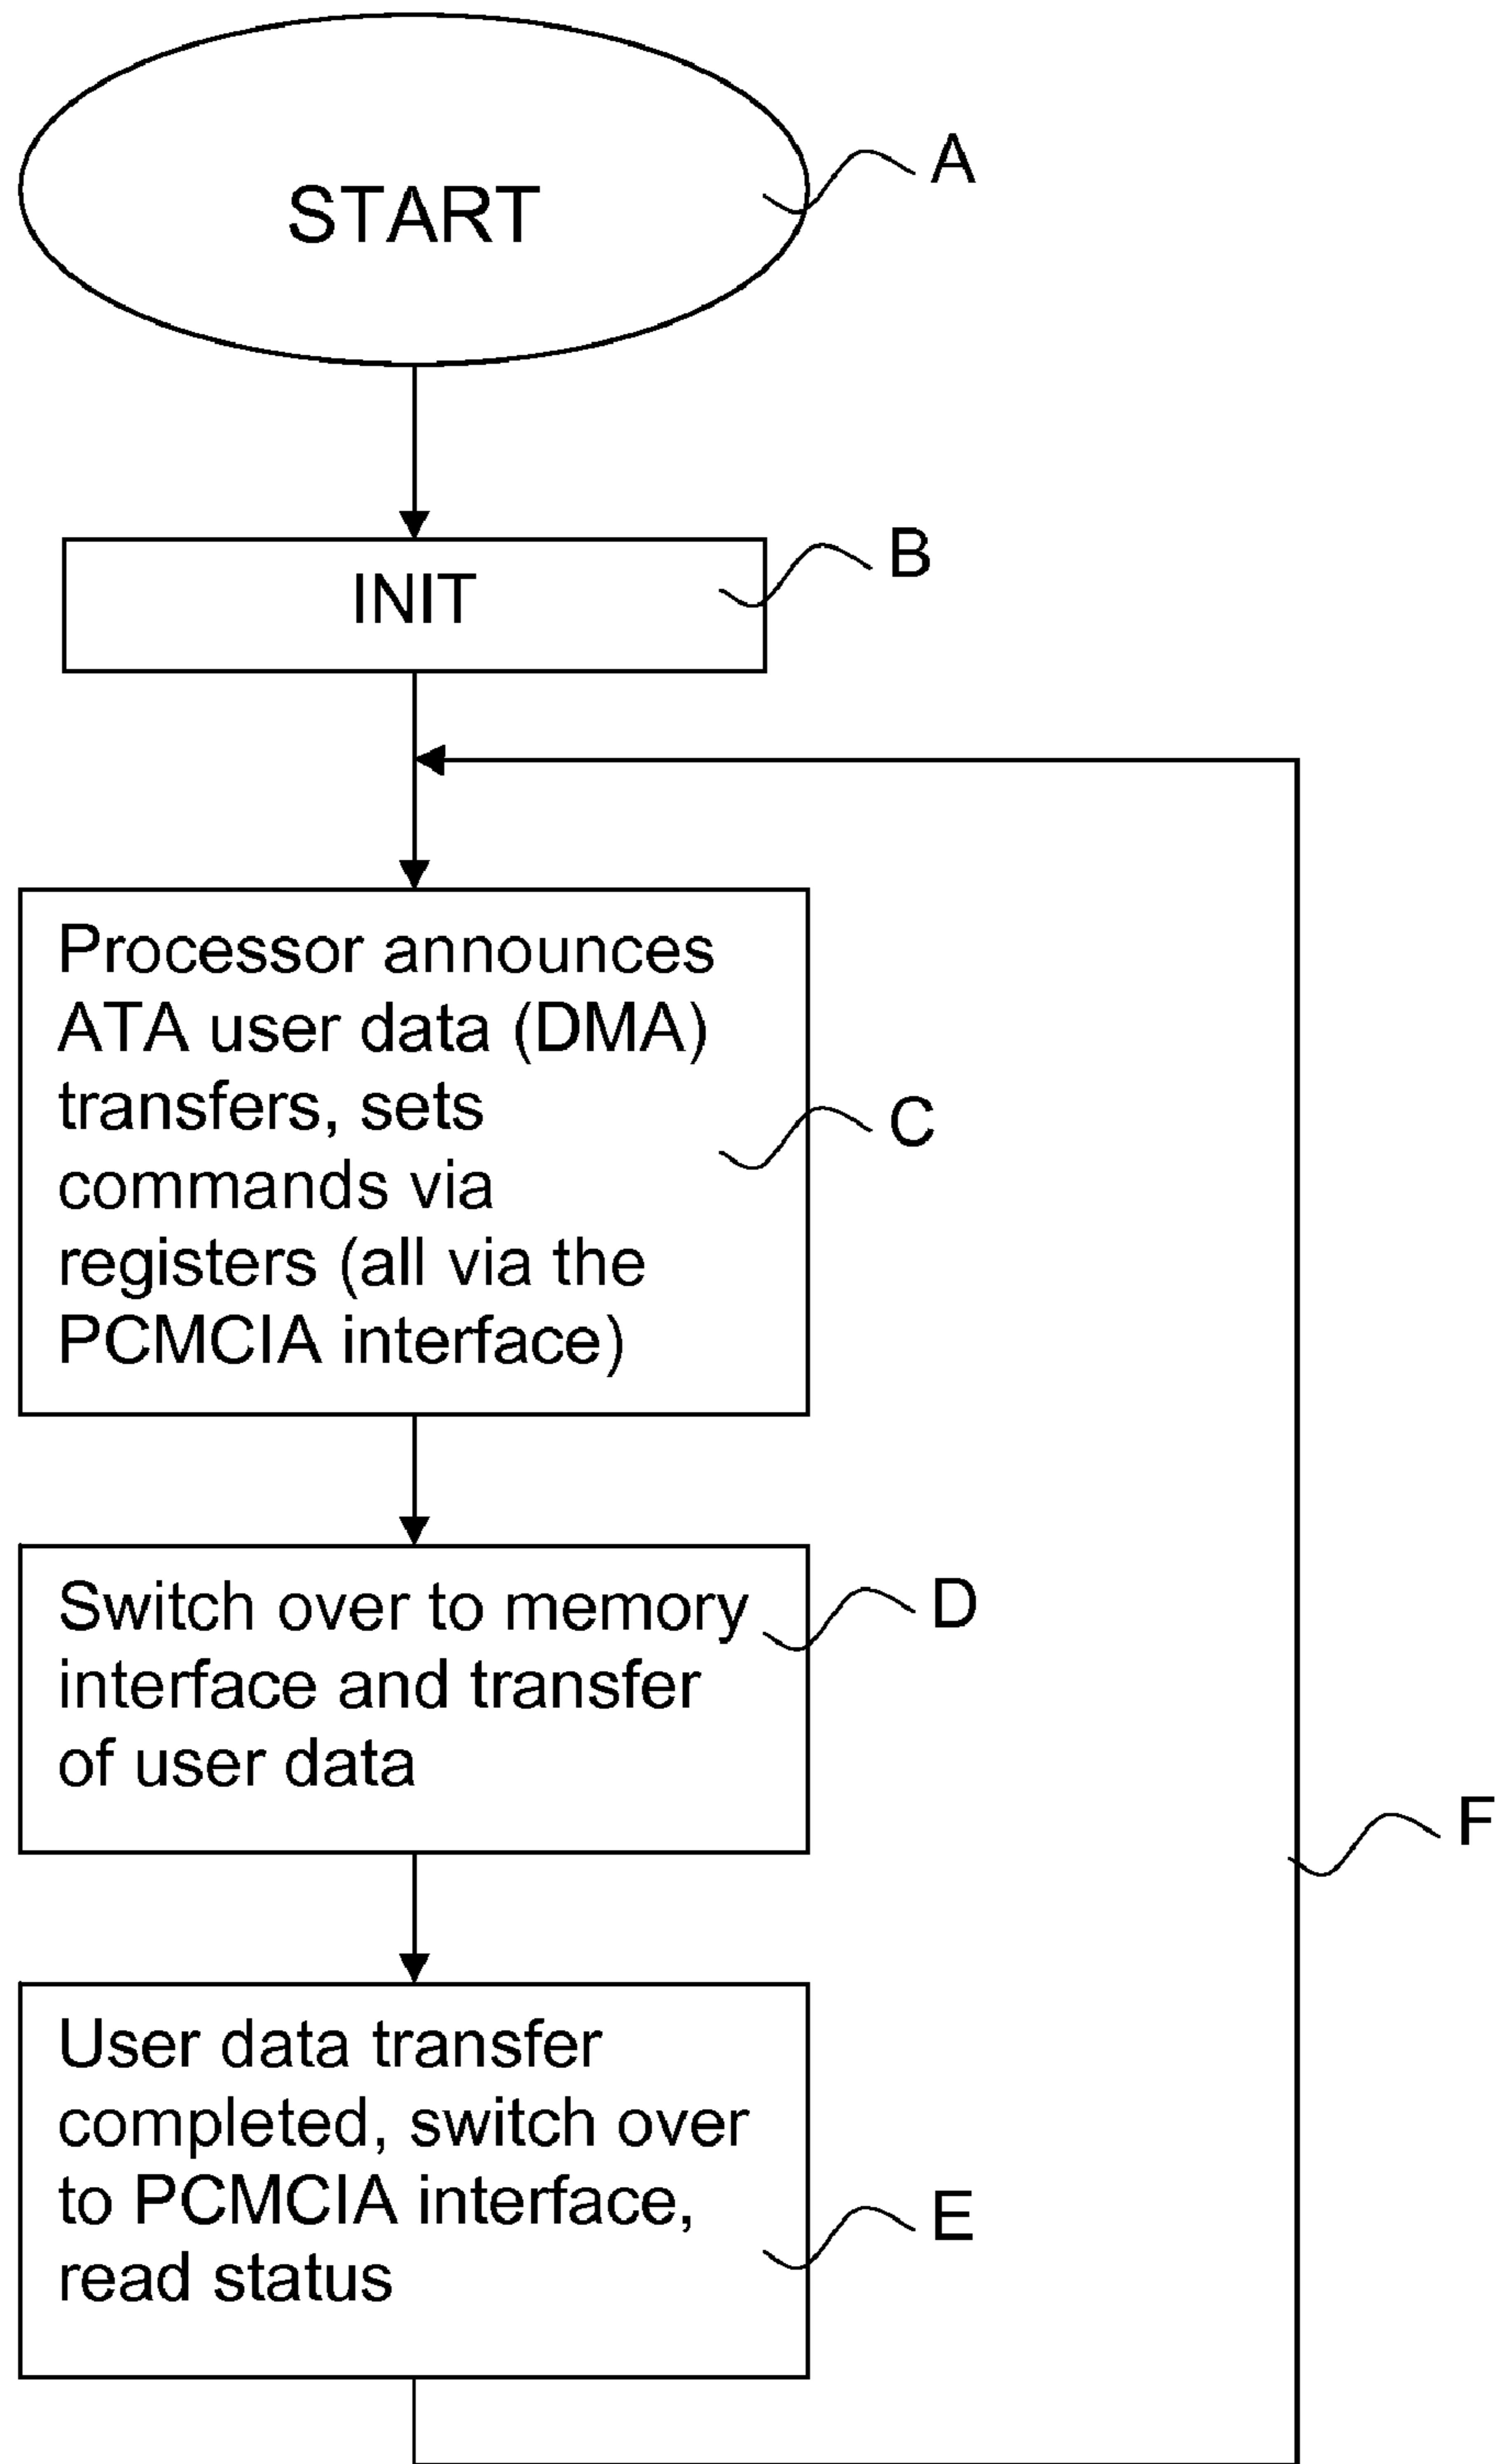 START
A
INIT
B
Processor announces
ATA user data (DMA)
transfers, sets
commands via
registers (all via the
PCMCIA interface)
C
Switch over to memory
interface and transfer
of user data
D
F
User data transfer
completed, switch over
to PCMCIA interface,
read status
E